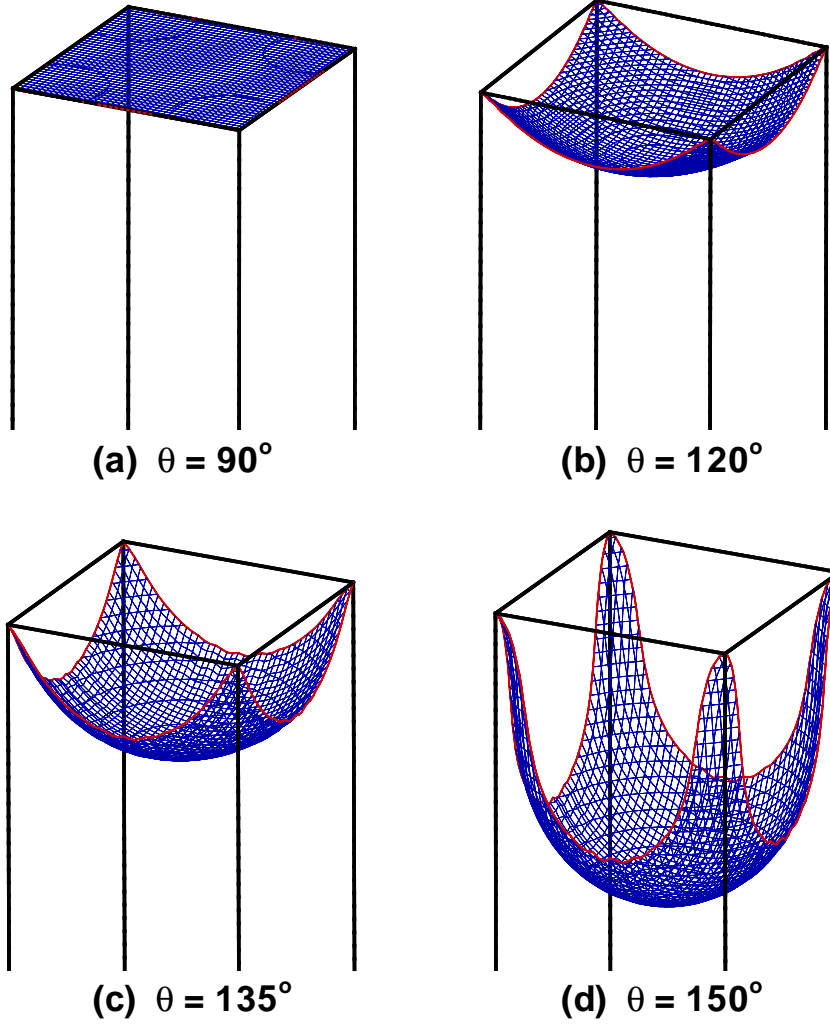 (a) θ = 90°
(b) θ = 120°
(c) θ = 135°
(d) θ = 150°